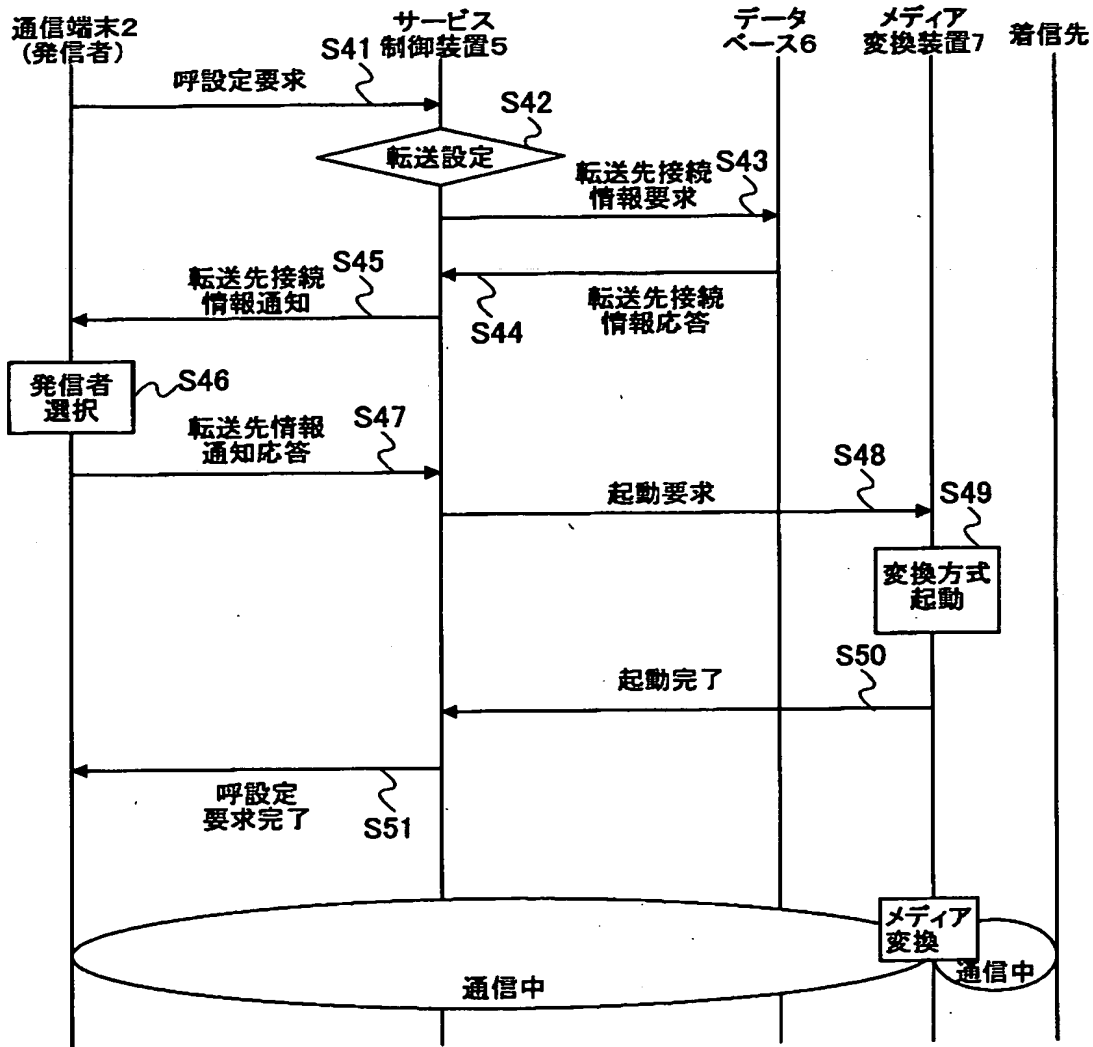 通信端末2
(発信者)
サービス
制御装置5
データ
ベース6
メディア
変換装置7
着信先
S41
呼設定要求
S42
転送設定
転送先接続
情報要求
S43
転送先接続
情報通知
S45
S44
転送先接続
情報応答
発信者
選択
S46
転送先情報
通知応答
S47
起動要求
S48
S49
変換方式
起動
起動完了
S50
呼設定
要求完了
S51
メディア
変換
通信中
通信中